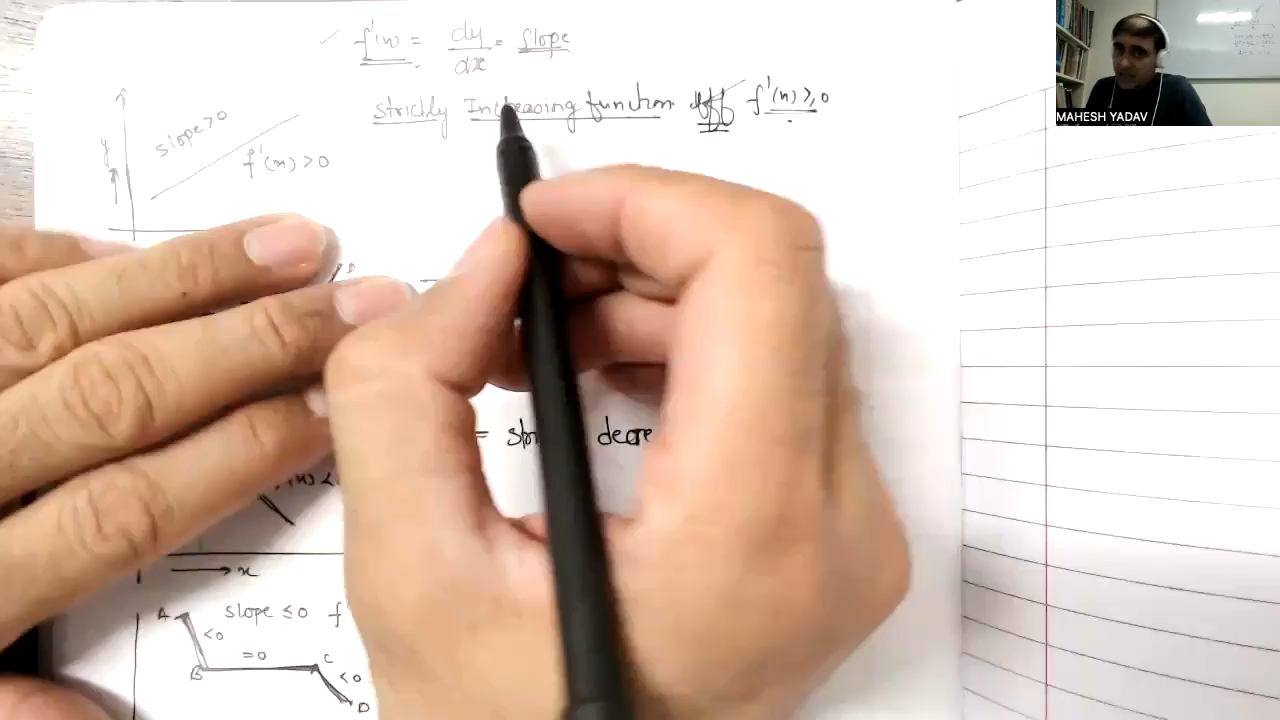 f'(x) = dy/dx = slope
strictly Increasing function iff f'(x) ≥ 0
slope > 0
f'(x) > 0
y
D
= strictly decre
(x) <
x
A slope ≤ 0 f
<0
=0
B
C
<0
D
MAHESH YADAV